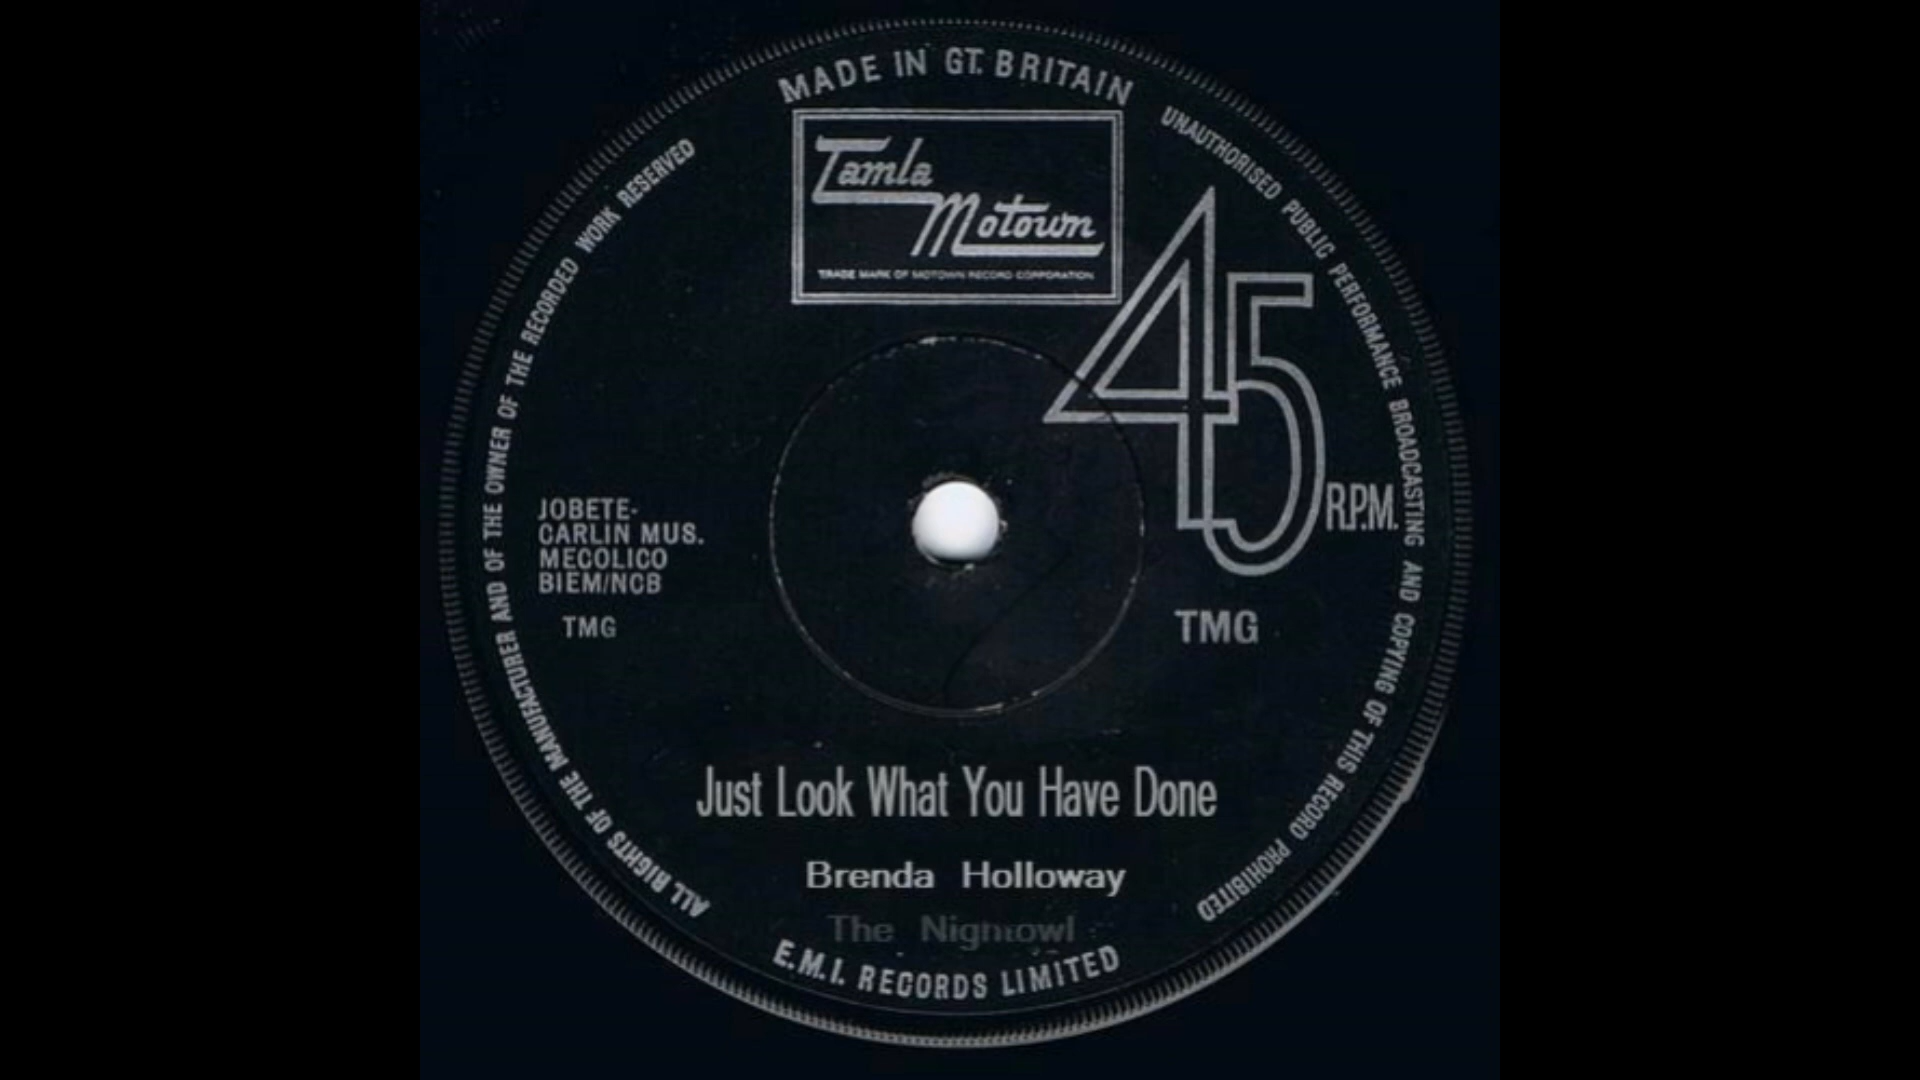 MADE IN GT. BRITAIN
Tamla
Motown
TRADE MARK OF MOTOWN RECORD CORPORATION
UNAUTHORISED PUBLIC PERFORMANCE BROADCASTING AND COPYING OF THIS RECORD PROHIBITED
ALL RIGHTS OF THE MANUFACTURER AND OF THE OWNER OF THE RECORDED WORK RESERVED
45
R.P.M.
JOBETE-
CARLIN MUS.
MECOLICO
BIEM/NCB
TMG
TMG
Just Look What You Have Done
Brenda Holloway
The Nightowl
E.M.I. RECORDS LIMITED